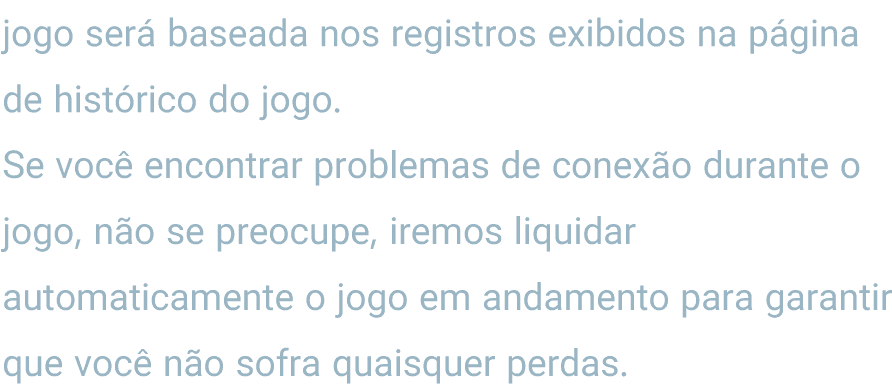 jogo será baseada nos registros exibidos na página
de histórico do jogo.
Se você encontrar problemas de conexão durante o
jogo, não se preocupe, iremos liquidar
automaticamente o jogo em andamento para garantir
que você não sofra quaisquer perdas.